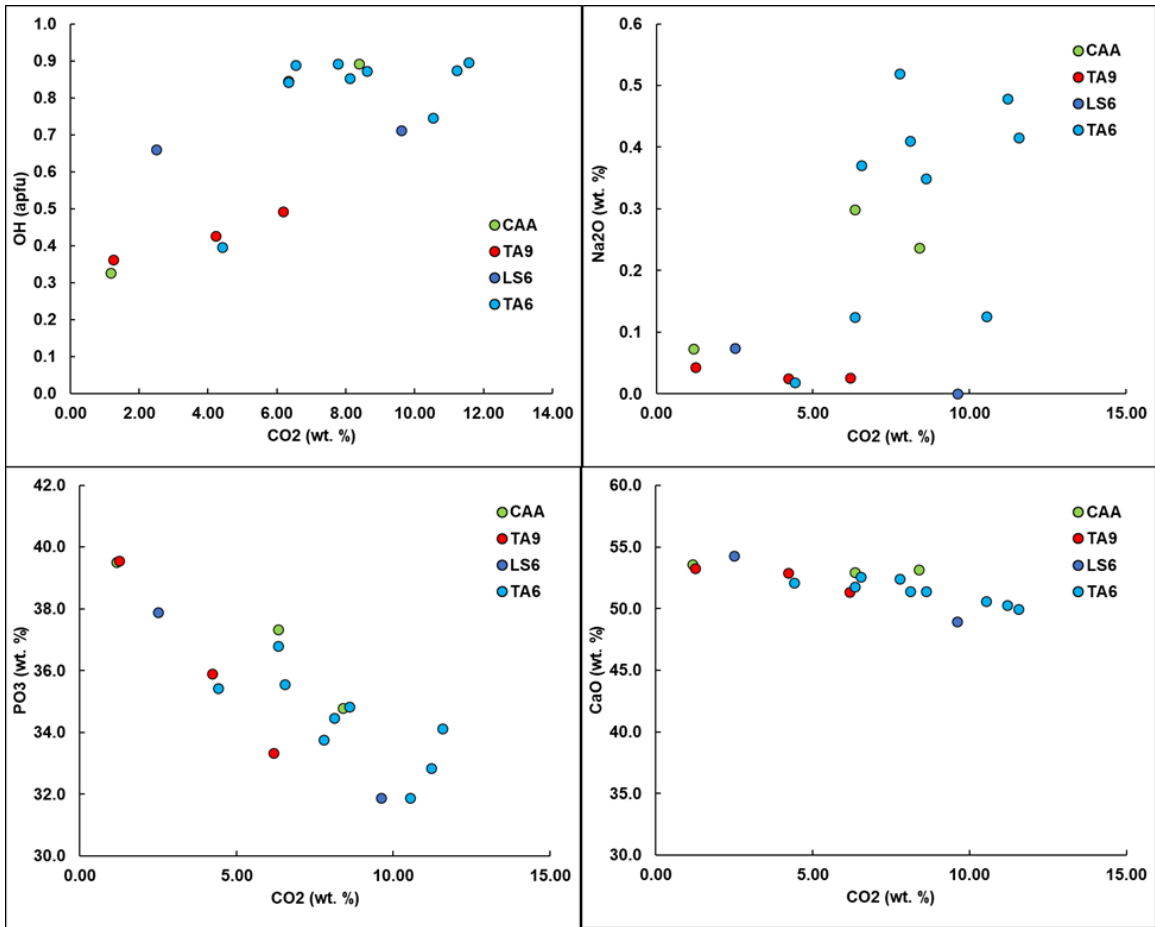 1.0
0.9
0.8
0.7
0.6
0.5
0.4
0.3
0.2
0.1
0.0
OH (apfu)
0.00 2.00 4.00 6.00 8.00 10.00 12.00 14.00
CO2 (wt. %)
CAA
TA9
LS6
TA6
0.6
0.5
0.4
0.3
0.2
0.1
0.0
Na2O (wt. %)
0.00 5.00 10.00 15.00
CO2 (wt. %)
CAA
TA9
LS6
TA6
42.0
40.0
38.0
36.0
34.0
32.0
30.0
PO3 (wt. %)
0.00 5.00 10.00 15.00
CO2 (wt. %)
CAA
TA9
LS6
TA6
60.0
55.0
50.0
45.0
40.0
35.0
30.0
CaO (wt. %)
0.00 5.00 10.00 15.00
CO2 (wt. %)
CAA
TA9
LS6
TA6